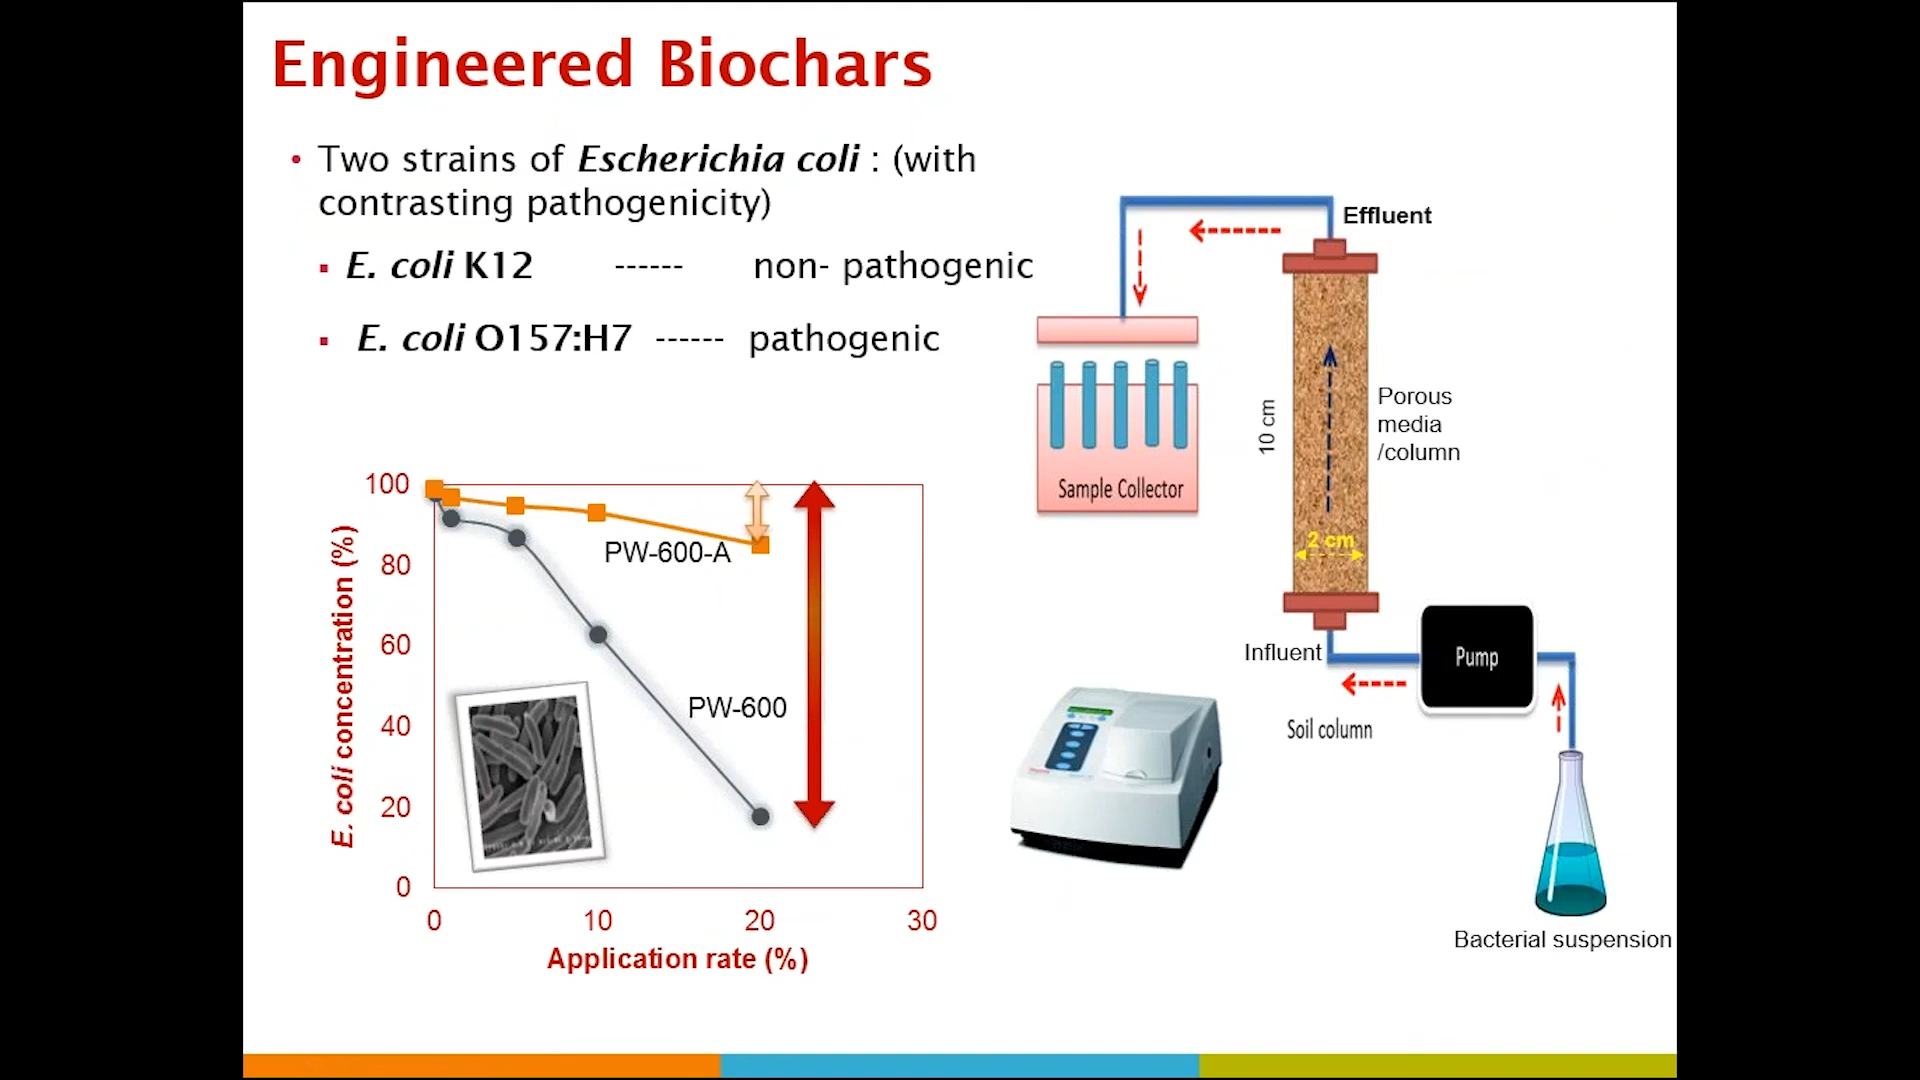 Engineered Biochars
• Two strains of Escherichia coli : (with
contrasting pathogenicity)
▪ E. coli K12 ------ non- pathogenic
▪ E. coli O157:H7 ------ pathogenic
100
80
60
40
20
0
E. coli concentration (%)
PW-600-A
PW-600
0 10 20 30
Application rate (%)
Effluent
Sample Collector
10 cm
Porous
media
/column
2 cm
Influent
Pump
Soil column
Bacterial suspension